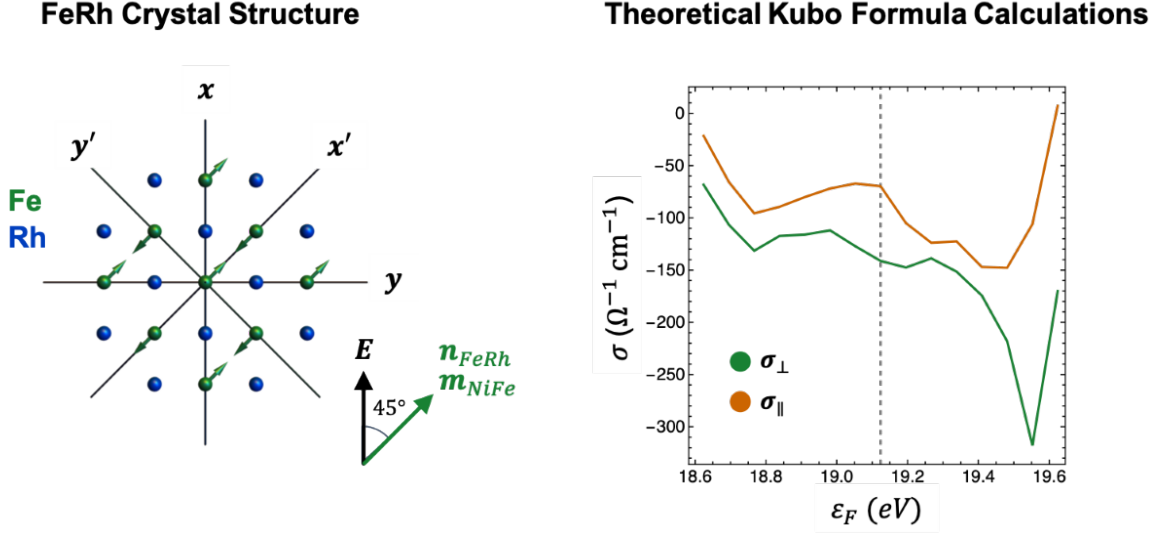 FeRh Crystal Structure
x
y′
x′
Fe
Rh
y
E
45°
n_FeRh
m_NiFe
Theoretical Kubo Formula Calculations
σ (Ω⁻¹ cm⁻¹)
0
−50
−100
−150
−200
−250
−300
σ⊥
σ∥
18.6 18.8 19.0 19.2 19.4 19.6
ε_F (eV)